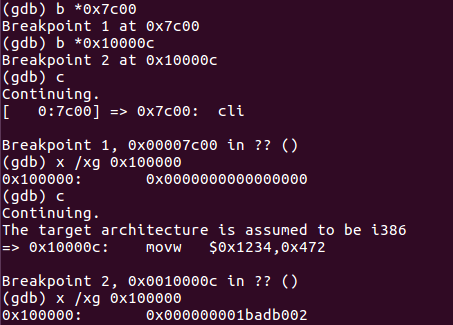 (gdb) b *0x7c00
Breakpoint 1 at 0x7c00
(gdb) b *0x10000c
Breakpoint 2 at 0x10000c
(gdb) c
Continuing.
[   0:7c00] => 0x7c00:  cli
Breakpoint 1, 0x00007c00 in ?? ()
(gdb) x /xg 0x100000
0x100000:       0x0000000000000000
(gdb) c
Continuing.
The target architecture is assumed to be i386
=> 0x10000c:    movw   $0x1234,0x472
Breakpoint 2, 0x0010000c in ?? ()
(gdb) x /xg 0x100000
0x100000:       0x000000001badb002